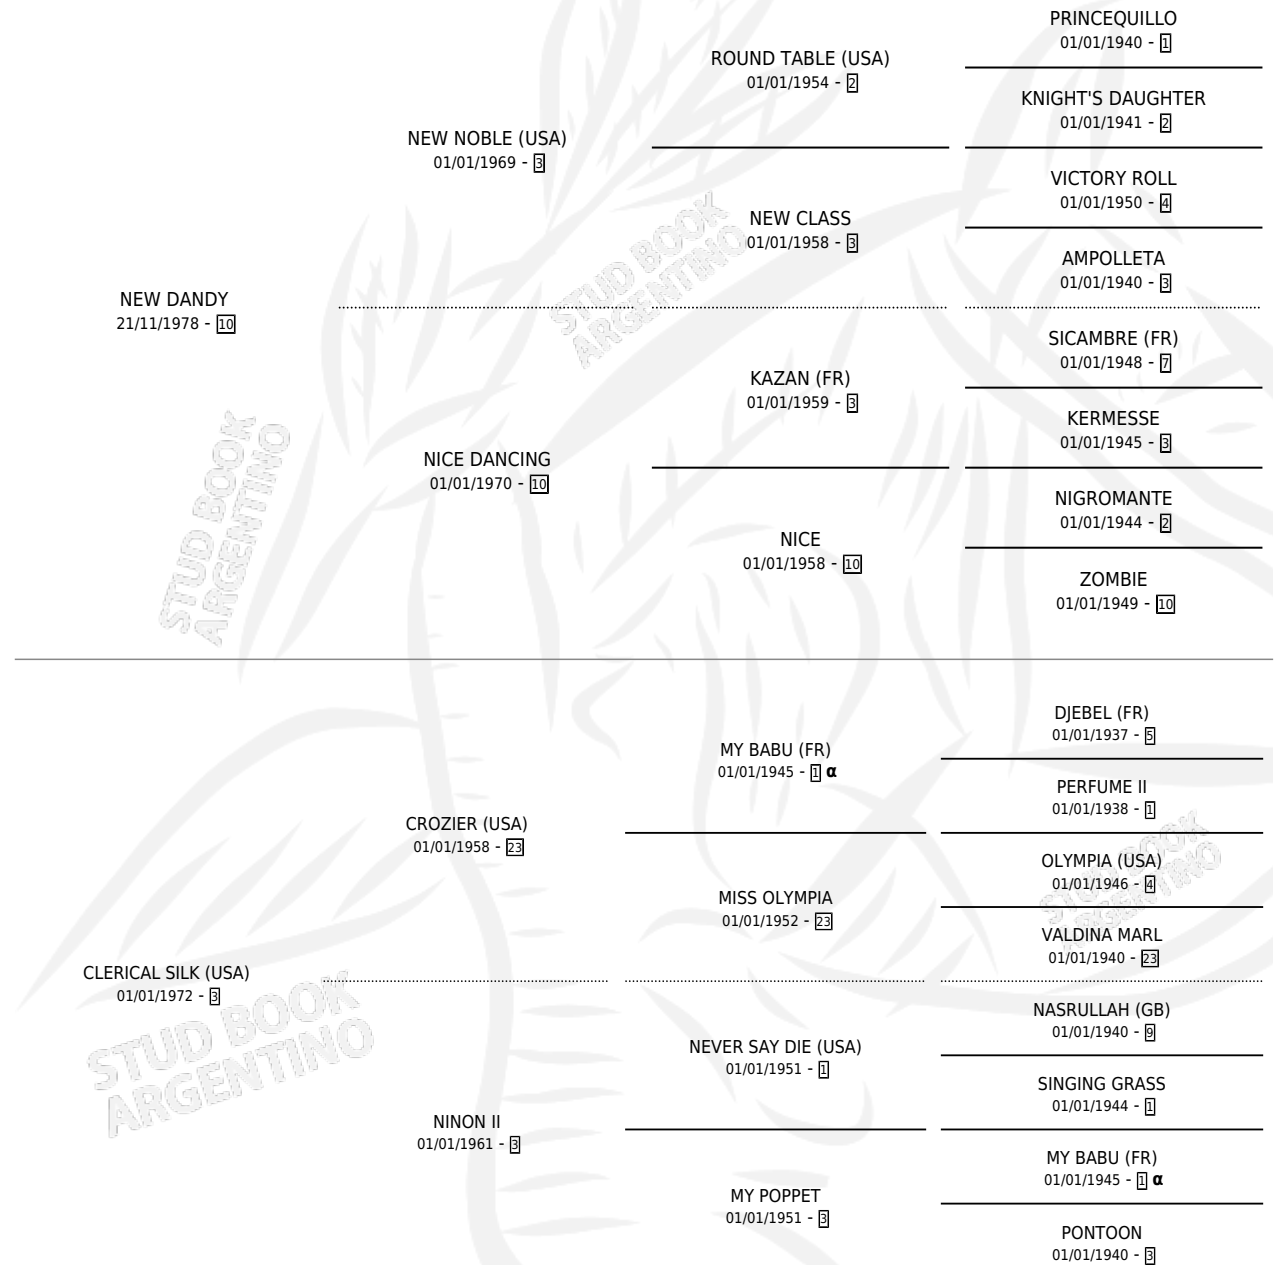 PRINCEQUILLO
01/01/1940 - 1
ROUND TABLE (USA)
01/01/1954 - 2
KNIGHT'S DAUGHTER
01/01/1941 - 2
NEW NOBLE (USA)
01/01/1969 - 3
VICTORY ROLL
01/01/1950 - 4
NEW CLASS
01/01/1958 - 3
AMPOLLETA
01/01/1940 - 3
NEW DANDY
21/11/1978 - 10
SICAMBRE (FR)
01/01/1948 - 7
KAZAN (FR)
01/01/1959 - 3
KERMESSE
01/01/1945 - 3
NICE DANCING
01/01/1970 - 10
NIGROMANTE
01/01/1944 - 2
NICE
01/01/1958 - 10
ZOMBIE
01/01/1949 - 10
DJEBEL (FR)
01/01/1937 - 5
MY BABU (FR)
01/01/1945 - 1 α
PERFUME II
01/01/1938 - 1
CROZIER (USA)
01/01/1958 - 23
OLYMPIA (USA)
01/01/1946 - 4
MISS OLYMPIA
01/01/1952 - 23
VALDINA MARL
01/01/1940 - 23
CLERICAL SILK (USA)
01/01/1972 - 3
NASRULLAH (GB)
01/01/1940 - 9
NEVER SAY DIE (USA)
01/01/1951 - 1
SINGING GRASS
01/01/1944 - 1
NINON II
01/01/1961 - 3
MY BABU (FR)
01/01/1945 - 1 α
MY POPPET
01/01/1951 - 3
PONTOON
01/01/1940 - 3
STUD BOOK
ARGENTINO
STUD BOOK
ARGENTINO
STUD BOOK
ARGENTINO
STUD BOOK
ARGENTINO